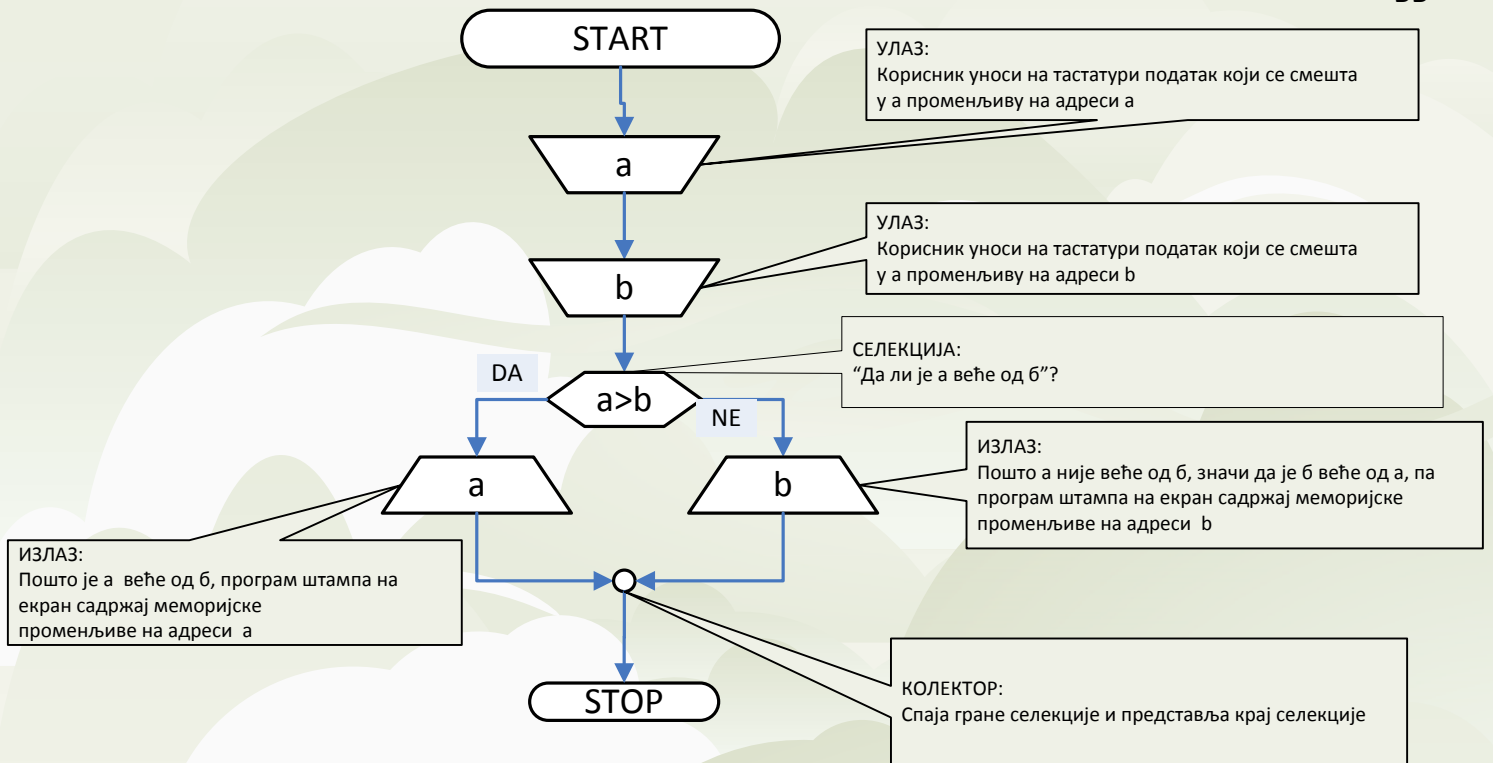 START
УЛАЗ:
Корисник уноси на тастатури податак који се смешта
у а променљиву на адреси a
a
УЛАЗ:
Корисник уноси на тастатури податак који се смешта
у а променљиву на адреси b
b
СЕЛЕКЦИЈА:
“Да ли је а веће од б”?
DA
a>b
NE
ИЗЛАЗ:
Пошто а није веће од б, значи да је б веће од а, па
програм штампа на екран садржај меморијске
променљиве на адреси b
a
b
ИЗЛАЗ:
Пошто је а веће од б, програм штампа на
екран садржај меморијске
променљиве на адреси a
КОЛЕКТОР:
Спаја гране селекције и представља крај селекције
STOP